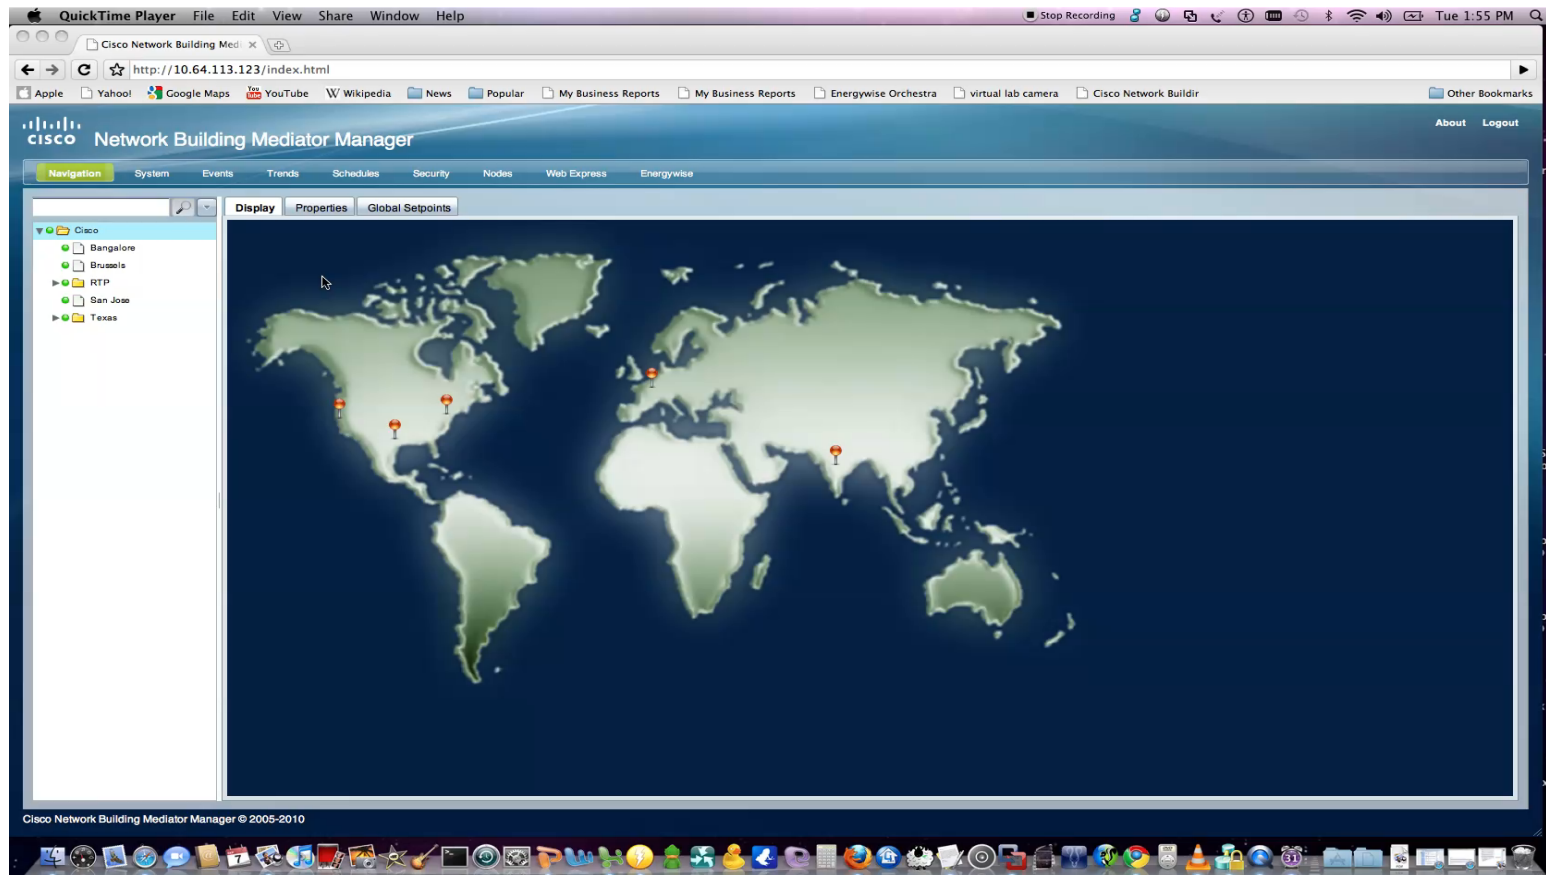 QuickTime Player File Edit View Share Window Help Stop Recording Tue 1:55 PM
Cisco Network Building Medi
http://10.64.113.123/index.html
Apple Yahoo! Google Maps YouTube Wikipedia News Popular My Business Reports My Business Reports Energywise Orchestra virtual lab camera Cisco Network Buildir Other Bookmarks
About Logout
CISCO Network Building Mediator Manager
Navigation System Events Trends Schedules Security Nodes Web Express Energywise
Display Properties Global Setpoints
Cisco
Bangalore
Brussels
RTP
San Jose
Texas
Cisco Network Building Mediator Manager © 2005-2010